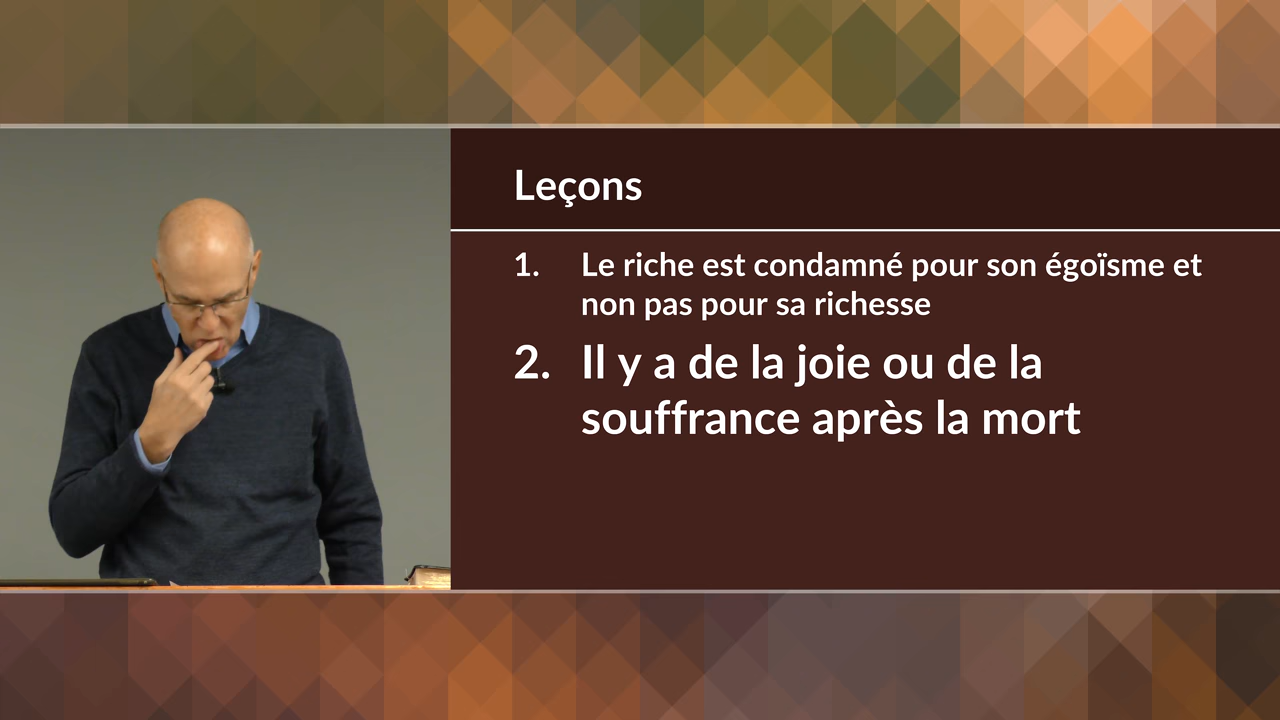 Leçons
1. Le riche est condamné pour son égoïsme et
non pas pour sa richesse
2. Il y a de la joie ou de la
souffrance après la mort